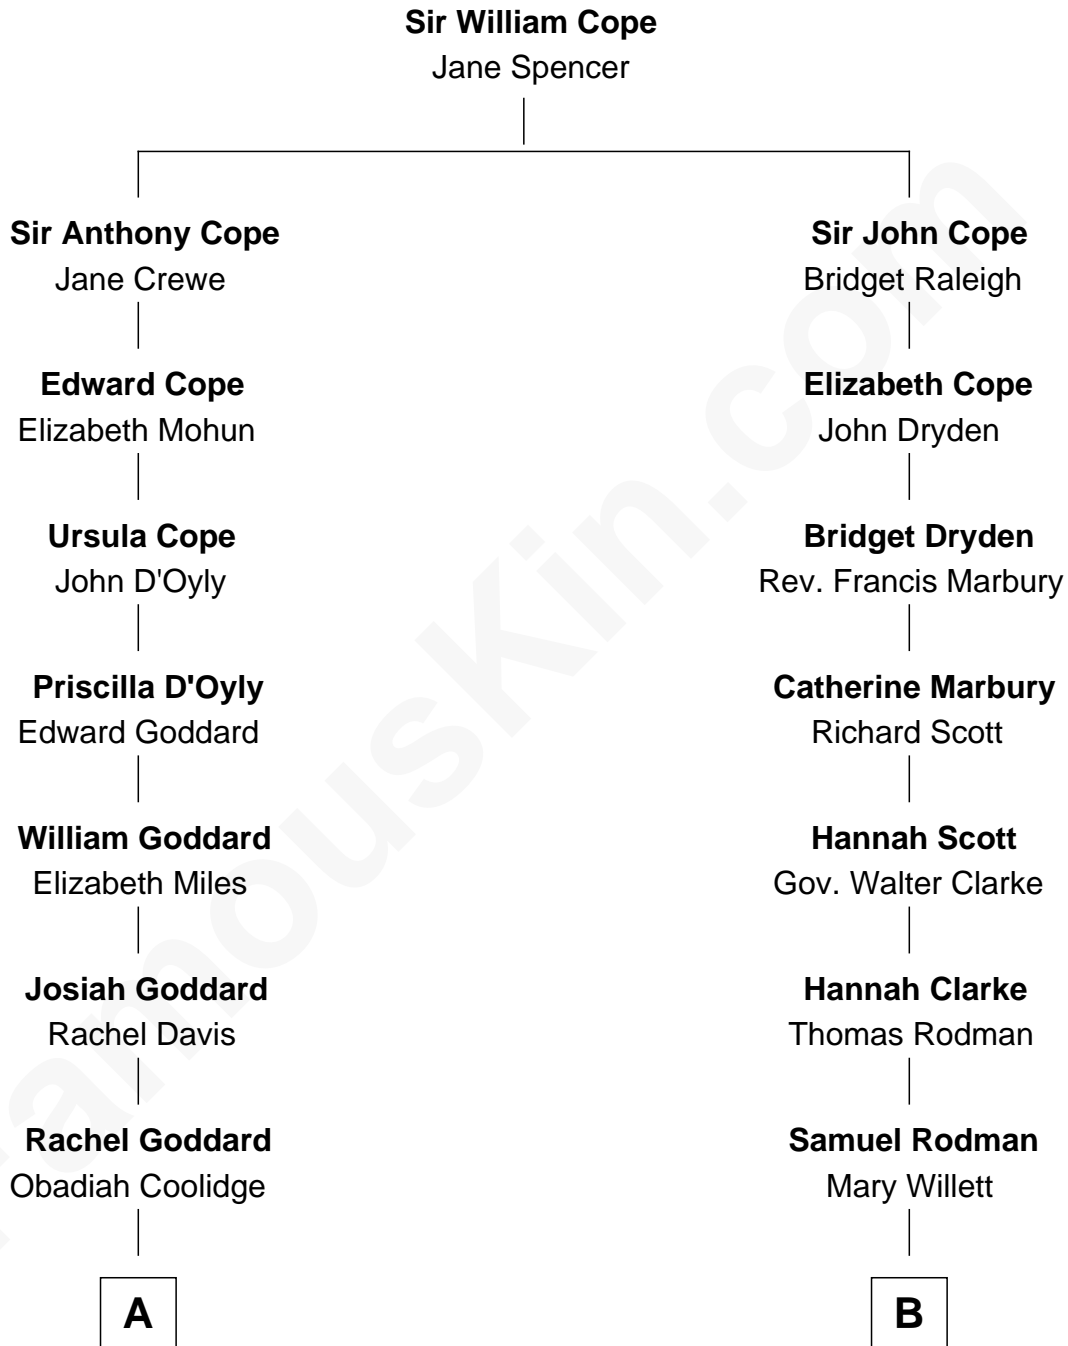 Sir William Cope
Jane Spencer
Sir Anthony Cope
Jane Crewe
Sir John Cope
Bridget Raleigh
Edward Cope
Elizabeth Mohun
Elizabeth Cope
John Dryden
Ursula Cope
John D'Oyly
Bridget Dryden
Rev. Francis Marbury
Priscilla D'Oyly
Edward Goddard
Catherine Marbury
Richard Scott
William Goddard
Elizabeth Miles
Hannah Scott
Gov. Walter Clarke
Josiah Goddard
Rachel Davis
Hannah Clarke
Thomas Rodman
Rachel Goddard
Obadiah Coolidge
Samuel Rodman
Mary Willett
A
B
FamousKin.com